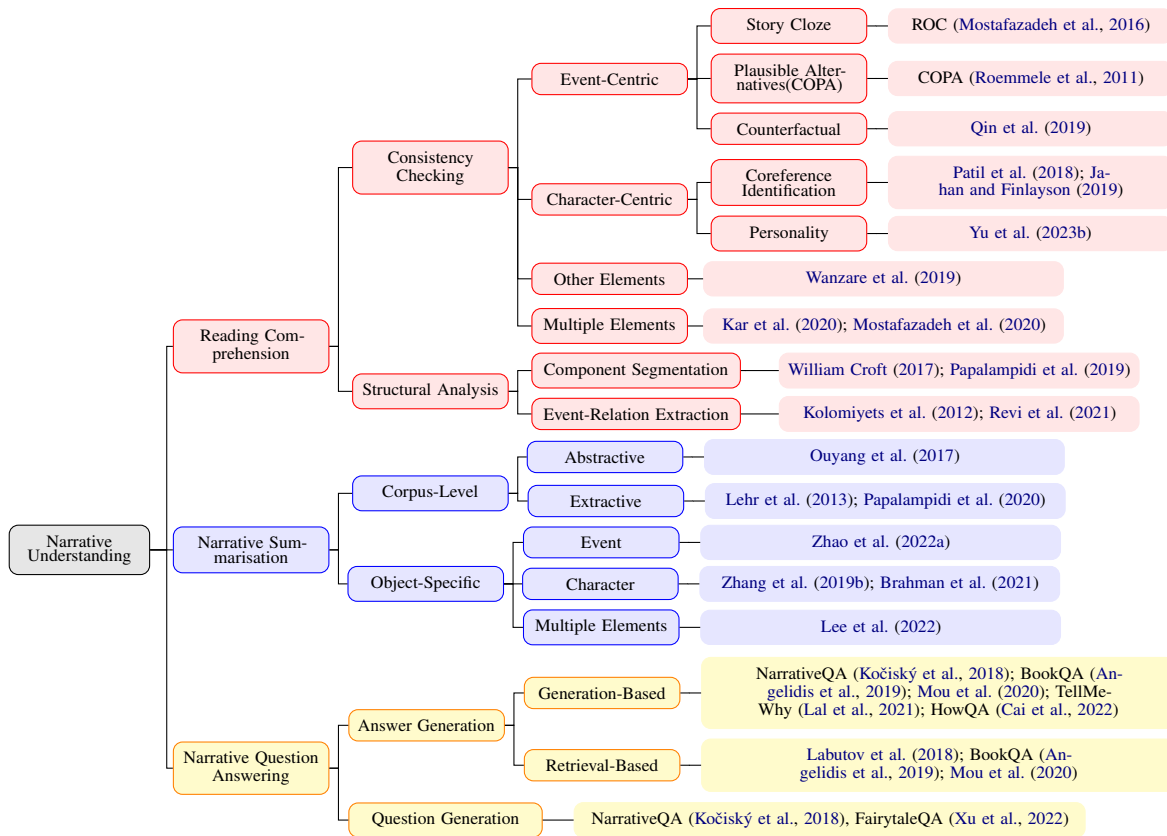 Story Cloze
ROC (Mostafazadeh et al., 2016)
Event-Centric
Plausible Alter-
natives(COPA)
COPA (Roemmele et al., 2011)
Counterfactual
Qin et al. (2019)
Consistency
Checking
Character-Centric
Coreference
Identification
Patil et al. (2018); Ja-
han and Finlayson (2019)
Personality
Yu et al. (2023b)
Other Elements
Wanzare et al. (2019)
Reading Com-
prehension
Multiple Elements
Kar et al. (2020); Mostafazadeh et al. (2020)
Structural Analysis
Component Segmentation
William Croft (2017); Papalampidi et al. (2019)
Event-Relation Extraction
Kolomiyets et al. (2012); Revi et al. (2021)
Narrative
Understanding
Narrative Sum-
marisation
Corpus-Level
Abstractive
Ouyang et al. (2017)
Extractive
Lehr et al. (2013); Papalampidi et al. (2020)
Object-Specific
Event
Zhao et al. (2022a)
Character
Zhang et al. (2019b); Brahman et al. (2021)
Multiple Elements
Lee et al. (2022)
Narrative Question
Answering
Answer Generation
Generation-Based
NarrativeQA (Kočiský et al., 2018); BookQA (An-
gelidis et al., 2019); Mou et al. (2020); TellMe-
Why (Lal et al., 2021); HowQA (Cai et al., 2022)
Retrieval-Based
Labutov et al. (2018); BookQA (An-
gelidis et al., 2019); Mou et al. (2020)
Question Generation
NarrativeQA (Kočiský et al., 2018), FairytaleQA (Xu et al., 2022)